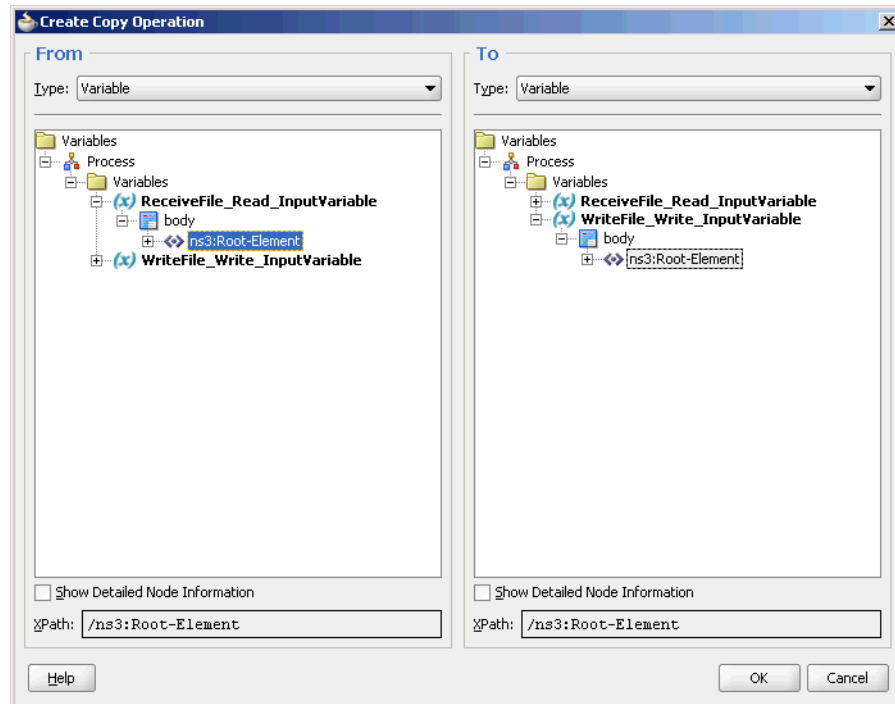 Create Copy Operation
From
Type: Variable
Variables
Process
Variables
(x) ReceiveFile_Read_InputVariable
body
ns3:Root-Element
(x) WriteFile_Write_InputVariable
Show Detailed Node Information
XPath: /ns3:Root-Element
To
Type: Variable
Variables
Process
Variables
(x) ReceiveFile_Read_InputVariable
(x) WriteFile_Write_InputVariable
body
ns3:Root-Element
Show Detailed Node Information
XPath: /ns3:Root-Element
Help
OK
Cancel